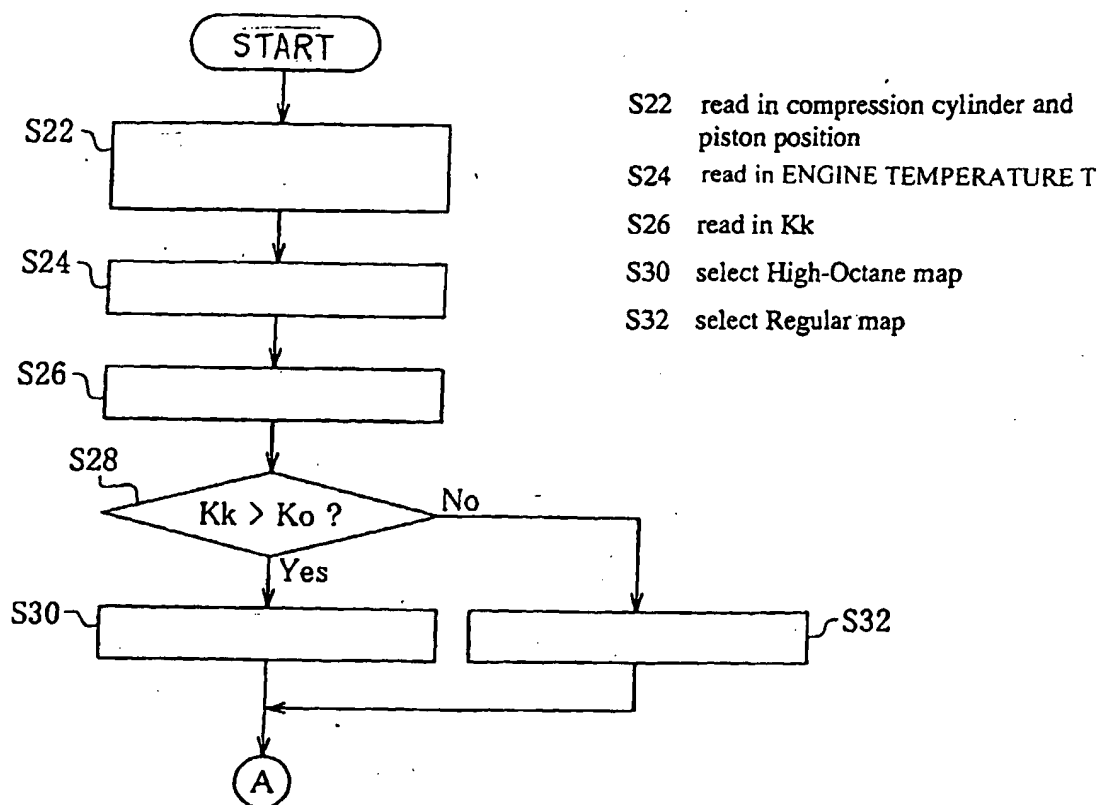 START
S22
S24
S26
S28
Kk > Ko ?
No
Yes
S30
S32
A
S22 read in compression cylinder and
piston position
S24 read in ENGINE TEMPERATURE T
S26 read in Kk
S30 select High-Octane map
S32 select Regular map